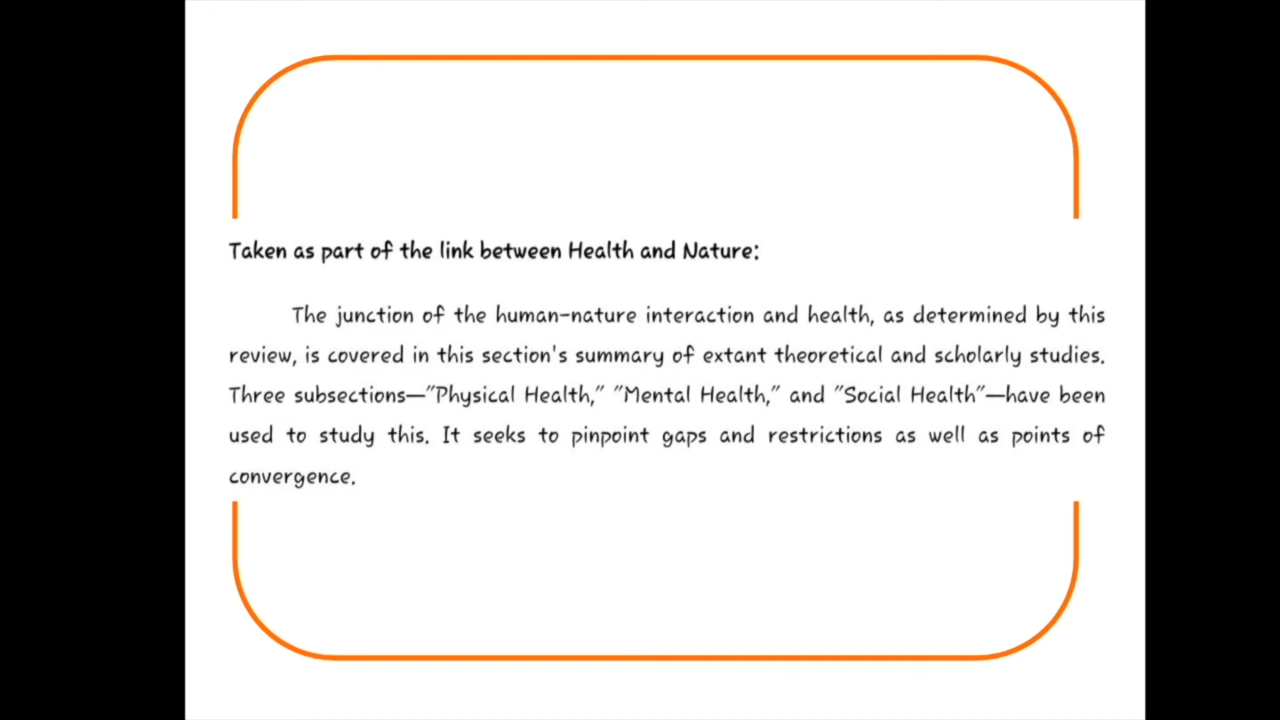 Taken as part of the link between Health and Nature:
The junction of the human-nature interaction and health, as determined by this
review, is covered in this section's summary of extant theoretical and scholarly studies.
Three subsections—"Physical Health," "Mental Health," and "Social Health"—have been
used to study this. It seeks to pinpoint gaps and restrictions as well as points of
convergence.